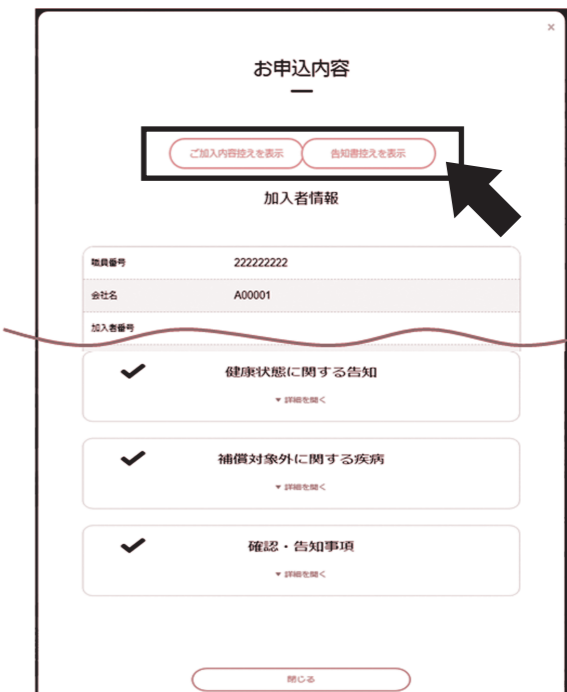 ×
お申込内容
ご加入内容控えを表示 告知書控えを表示
加入者情報
職員番号 222222222
会社名 A00001
加入者番号
健康状態に関する告知
▼ 詳細を開く
補償対象外に関する疾病
▼ 詳細を開く
確認・告知事項
▼ 詳細を開く
閉じる